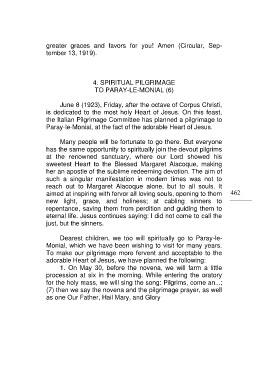 greater graces and favors for you! Amen (Circular, Sep-
tember 13, 1919).
4. SPIRITUAL PILGRIMAGE
TO PARAY-LE-MONIAL (6)
June 8 (1923), Friday, after the octave of Corpus Christi,
is dedicated to the most holy Heart of Jesus. On this feast,
the Italian Pilgrimage Committee has planned a pilgrimage to
Paray-le-Monial, at the fact of the adorable Heart of Jesus.
Many people will be fortunate to go there. But everyone
has the same opportunity to spiritually join the devout pilgrims
at the renowned sanctuary, where our Lord showed his
sweetest Heart to the Blessed Margaret Alacoque, making
her an apostle of the sublime redeeming devotion. The aim of
such a singular manifestation in modern times was not to
reach out to Margaret Alacoque alone, but to all souls. It
aimed at inspiring with fervor all loving souls, opening to them
new light, grace, and holiness; at cabling sinners to
repentance, saving them from perdition and guiding them to
eternal life. Jesus continues saying: I did not come to call the
just, but the sinners.
462
Dearest children, we too will spiritually go to Paray-le-
Monial, which we have been wishing to visit for many years.
To make our pilgrimage more fervent and acceptable to the
adorable Heart of Jesus, we have planned the following:
1. On May 30, before the novena, we will farm a little
procession at six in the morning. While entering the oratory
for the holy mass, we will sing the song: Pilgrims, come an...;
(7) then we say the novena and the pilgrimage prayer, as well
as one Our Father, Hail Mary, and Glory